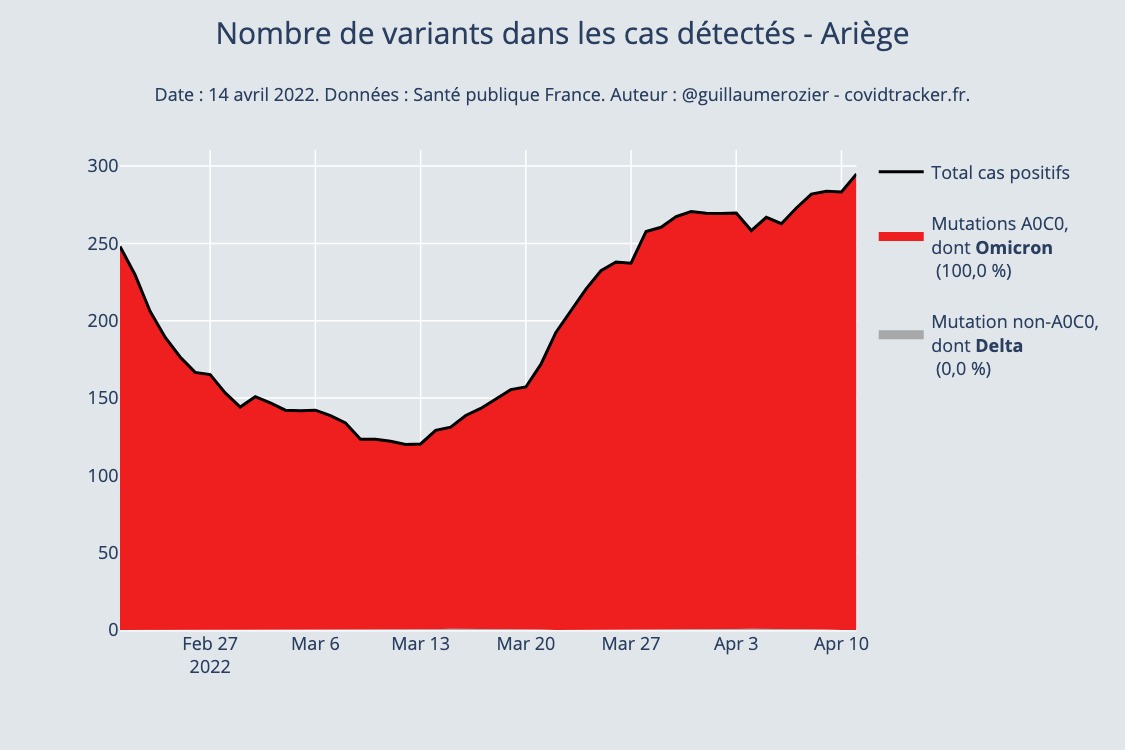 Nombre de variants dans les cas détectés - Ariège
Date : 14 avril 2022. Données : Santé publique France. Auteur : @guillaumerozier - covidtracker.fr.
300
250
200
150
100
50
0
Feb 27
2022
Mar 6
Mar 13
Mar 20
Mar 27
Apr 3
Apr 10
Total cas positifs
Mutations A0C0,
dont Omicron
(100,0 %)
Mutation non-A0C0,
dont Delta
(0,0 %)